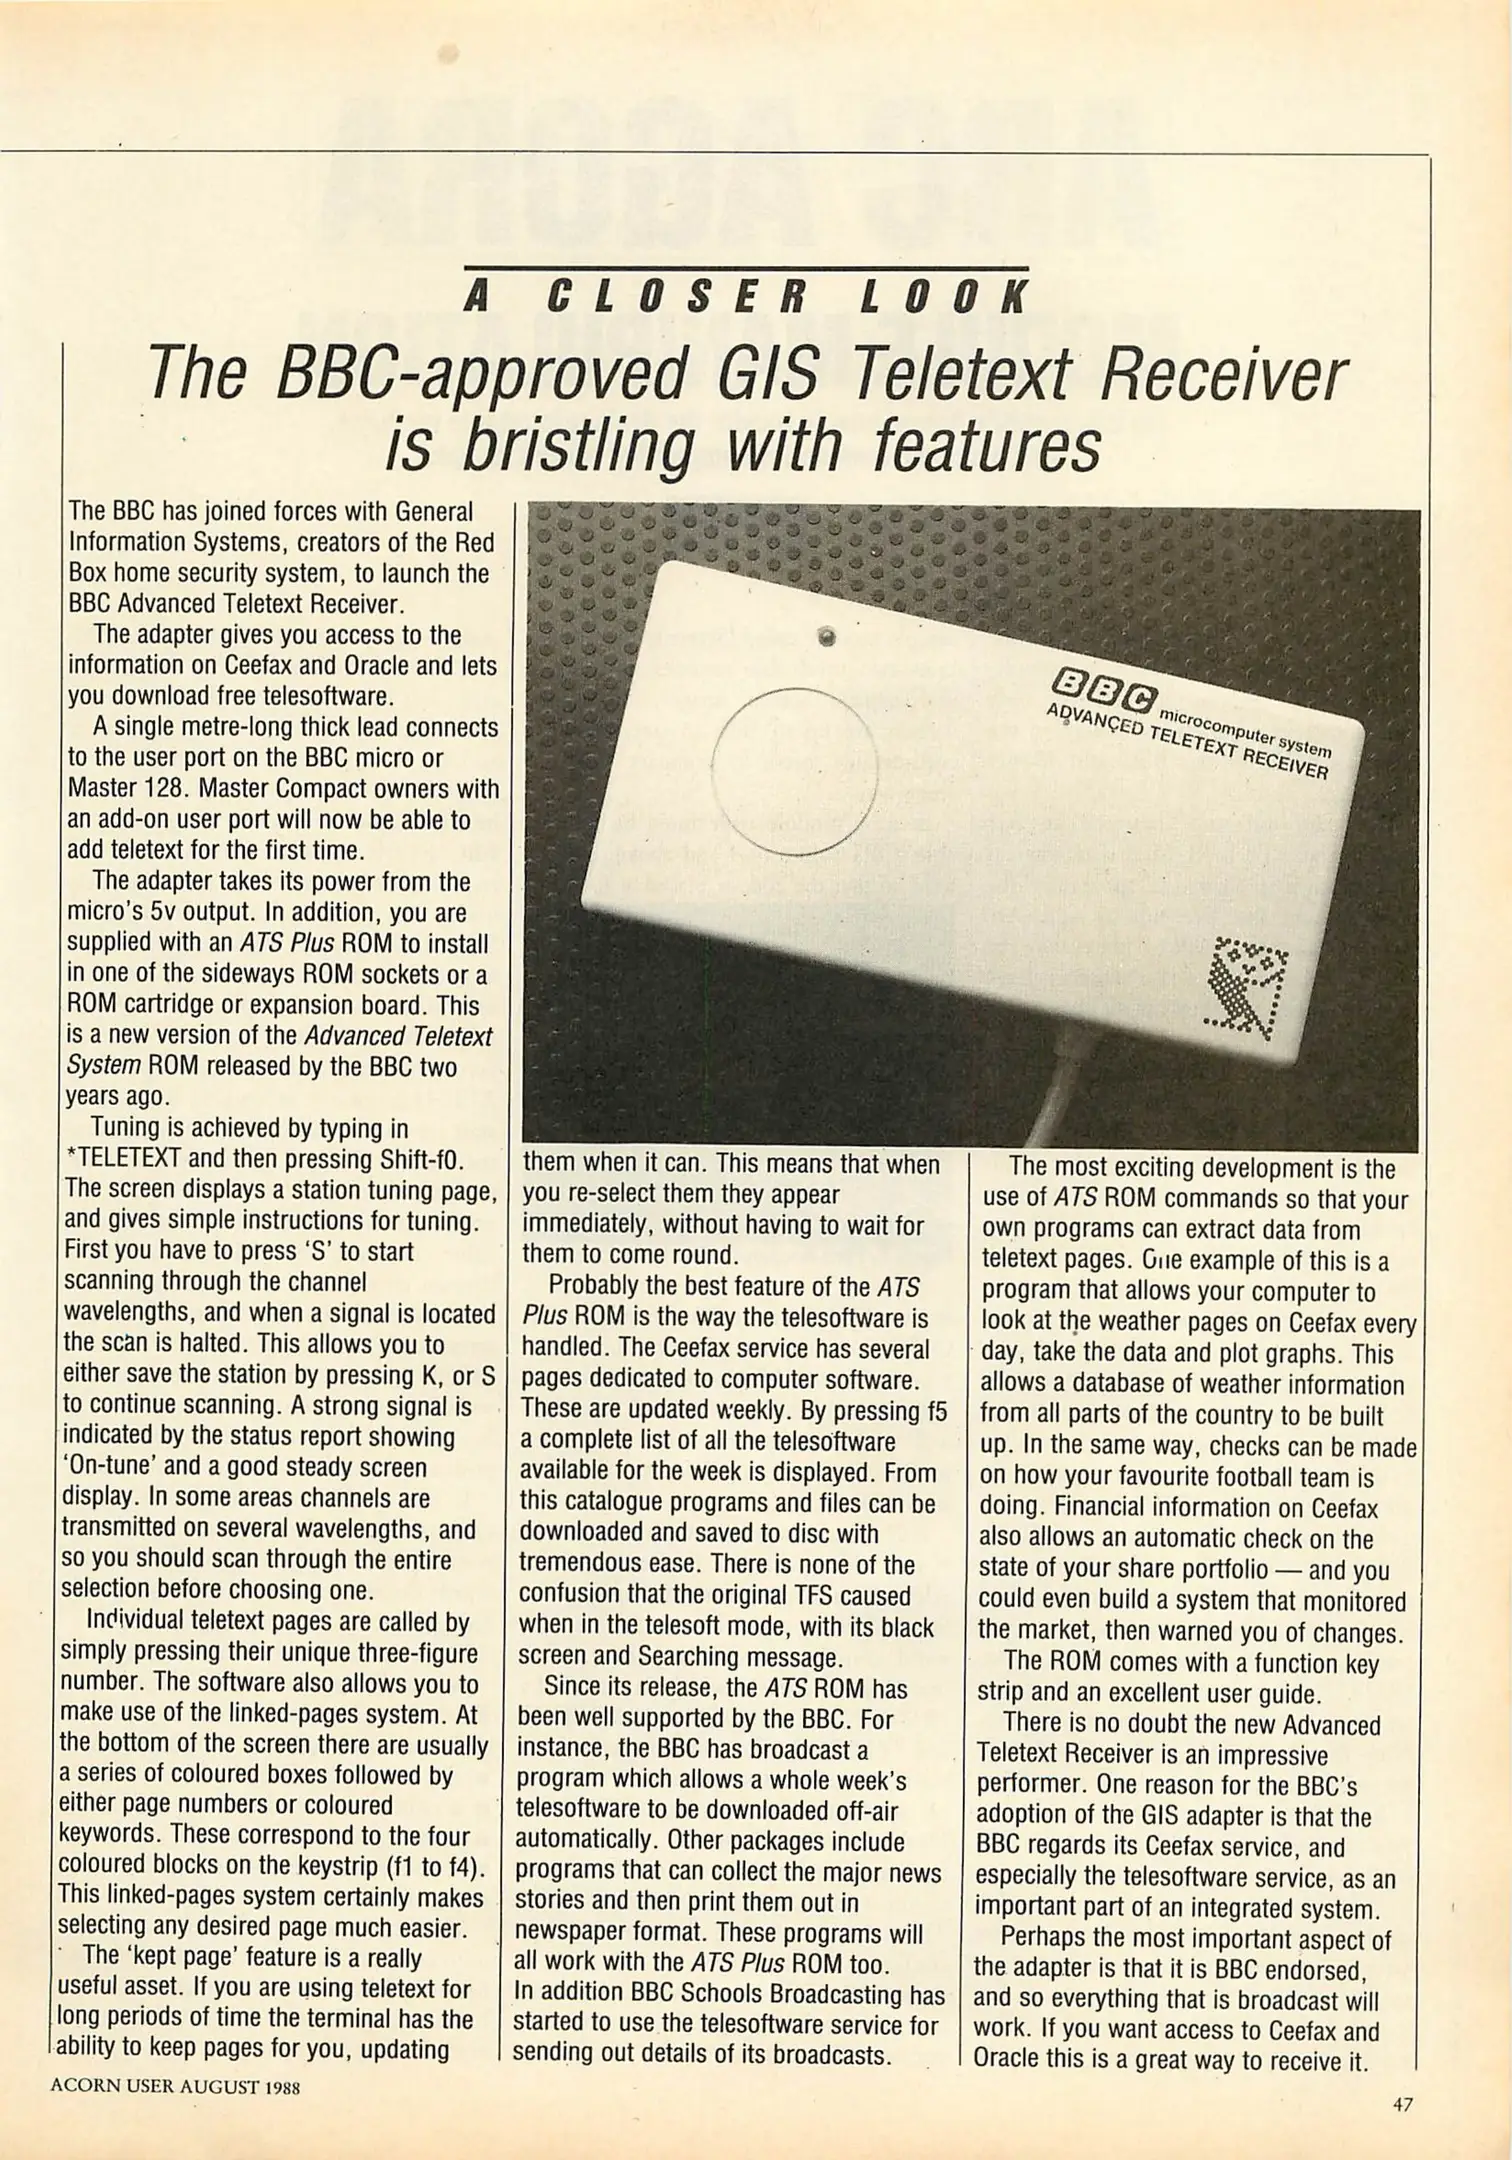 A CLOSER LOOK
The BBC-approved GIS Teletext Receiver
is bristling with features
The BBC has joined forces with General
Information Systems, creators of the Red
Box home security system, to launch the
BBC Advanced Teletext Receiver.
The adapter gives you access to the
information on Ceefax and Oracle and lets
you download free telesoftware.
A single metre-long thick lead connects
to the user port on the BBC micro or
Master 128. Master Compact owners with
an add-on user port will now be able to
add teletext for the first time.
The adapter takes its power from the
micro's 5v output. In addition, you are
supplied with an ATS Plus ROM to install
in one of the sideways ROM sockets or a
ROM cartridge or expansion board. This
is a new version of the Advanced Teletext
System ROM released by the BBC two
years ago.
Tuning is achieved by typing in
*TELETEXT and then pressing Shift-f0.
The screen displays a station tuning page,
and gives simple instructions for tuning.
First you have to press 'S' to start
scanning through the channel
wavelengths, and when a signal is located
the scan is halted. This allows you to
either save the station by pressing K, or S
to continue scanning. A strong signal is
indicated by the status report showing
'On-tune' and a good steady screen
display. In some areas channels are
transmitted on several wavelengths, and
so you should scan through the entire
selection before choosing one.
Individual teletext pages are called by
simply pressing their unique three-figure
number. The software also allows you to
make use of the linked-pages system. At
the bottom of the screen there are usually
a series of coloured boxes followed by
either page numbers or coloured
keywords. These correspond to the four
coloured blocks on the keystrip (f1 to f4).
This linked-pages system certainly makes
selecting any desired page much easier.
The 'kept page' feature is a really
useful asset. If you are using teletext for
long periods of time the terminal has the
ability to keep pages for you, updating
BBC microcomputer system
ADVANCED TELETEXT RECEIVER
them when it can. This means that when
you re-select them they appear
immediately, without having to wait for
them to come round.
Probably the best feature of the ATS
Plus ROM is the way the telesoftware is
handled. The Ceefax service has several
pages dedicated to computer software.
These are updated weekly. By pressing f5
a complete list of all the telesoftware
available for the week is displayed. From
this catalogue programs and files can be
downloaded and saved to disc with
tremendous ease. There is none of the
confusion that the original TFS caused
when in the telesoft mode, with its black
screen and Searching message.
Since its release, the ATS ROM has
been well supported by the BBC. For
instance, the BBC has broadcast a
program which allows a whole week's
telesoftware to be downloaded off-air
automatically. Other packages include
programs that can collect the major news
stories and then print them out in
newspaper format. These programs will
all work with the ATS Plus ROM too.
In addition BBC Schools Broadcasting has
started to use the telesoftware service for
sending out details of its broadcasts.
The most exciting development is the
use of ATS ROM commands so that your
own programs can extract data from
teletext pages. One example of this is a
program that allows your computer to
look at the weather pages on Ceefax every
day, take the data and plot graphs. This
allows a database of weather information
from all parts of the country to be built
up. In the same way, checks can be made
on how your favourite football team is
doing. Financial information on Ceefax
also allows an automatic check on the
state of your share portfolio — and you
could even build a system that monitored
the market, then warned you of changes.
The ROM comes with a function key
strip and an excellent user guide.
There is no doubt the new Advanced
Teletext Receiver is an impressive
performer. One reason for the BBC's
adoption of the GIS adapter is that the
BBC regards its Ceefax service, and
especially the telesoftware service, as an
important part of an integrated system.
Perhaps the most important aspect of
the adapter is that it is BBC endorsed,
and so everything that is broadcast will
work. If you want access to Ceefax and
Oracle this is a great way to receive it.
ACORN USER AUGUST 1988
47